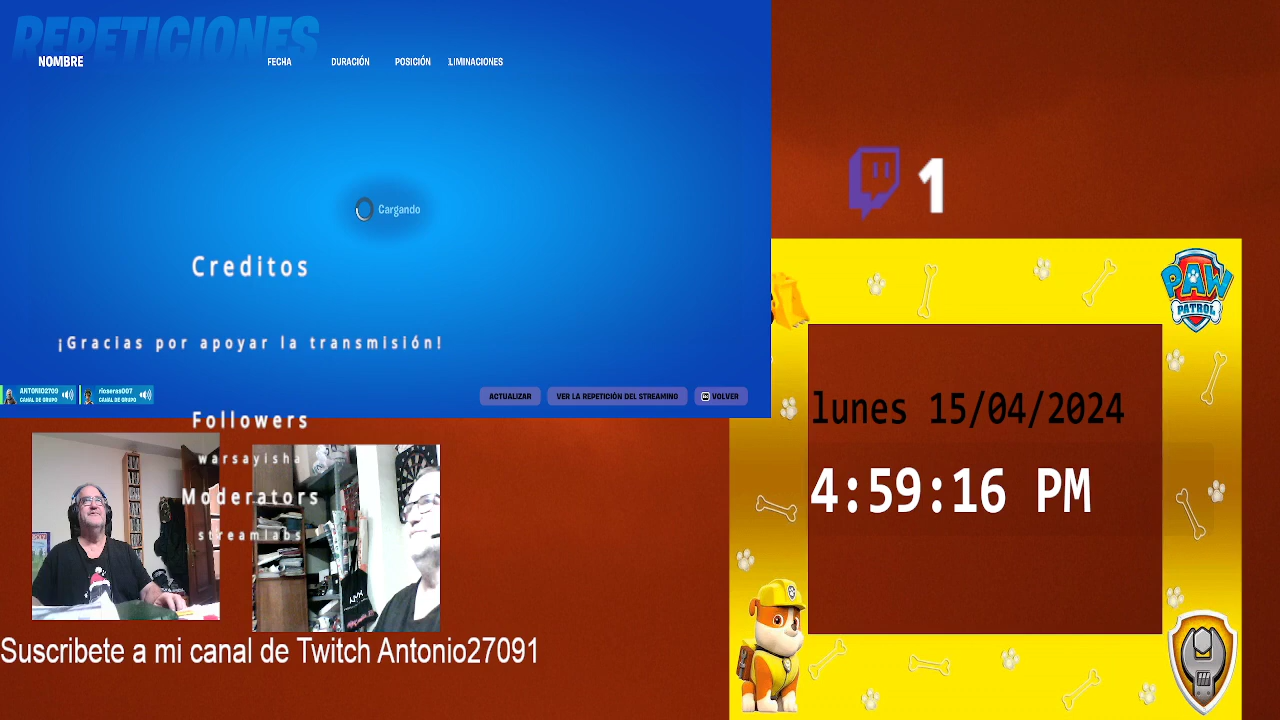 REPETICIONES
NOMBRE FECHA DURACIÓN POSICIÓN ELIMINACIONES
Cargando
Creditos
¡Gracias por apoyar la transmisión!
ANTONIO2709
CANAL DE GRUPO
CANAL DE GRUPO
ACTUALIZAR VER LA REPETICIÓN DEL STREAMING VOLVER
Followers
warsayisha
Moderators
streamlabs
Suscribete a mi canal de Twitch Antonio27091
1
PAW
PATROL
lunes 15/04/2024
4:59:16 PM